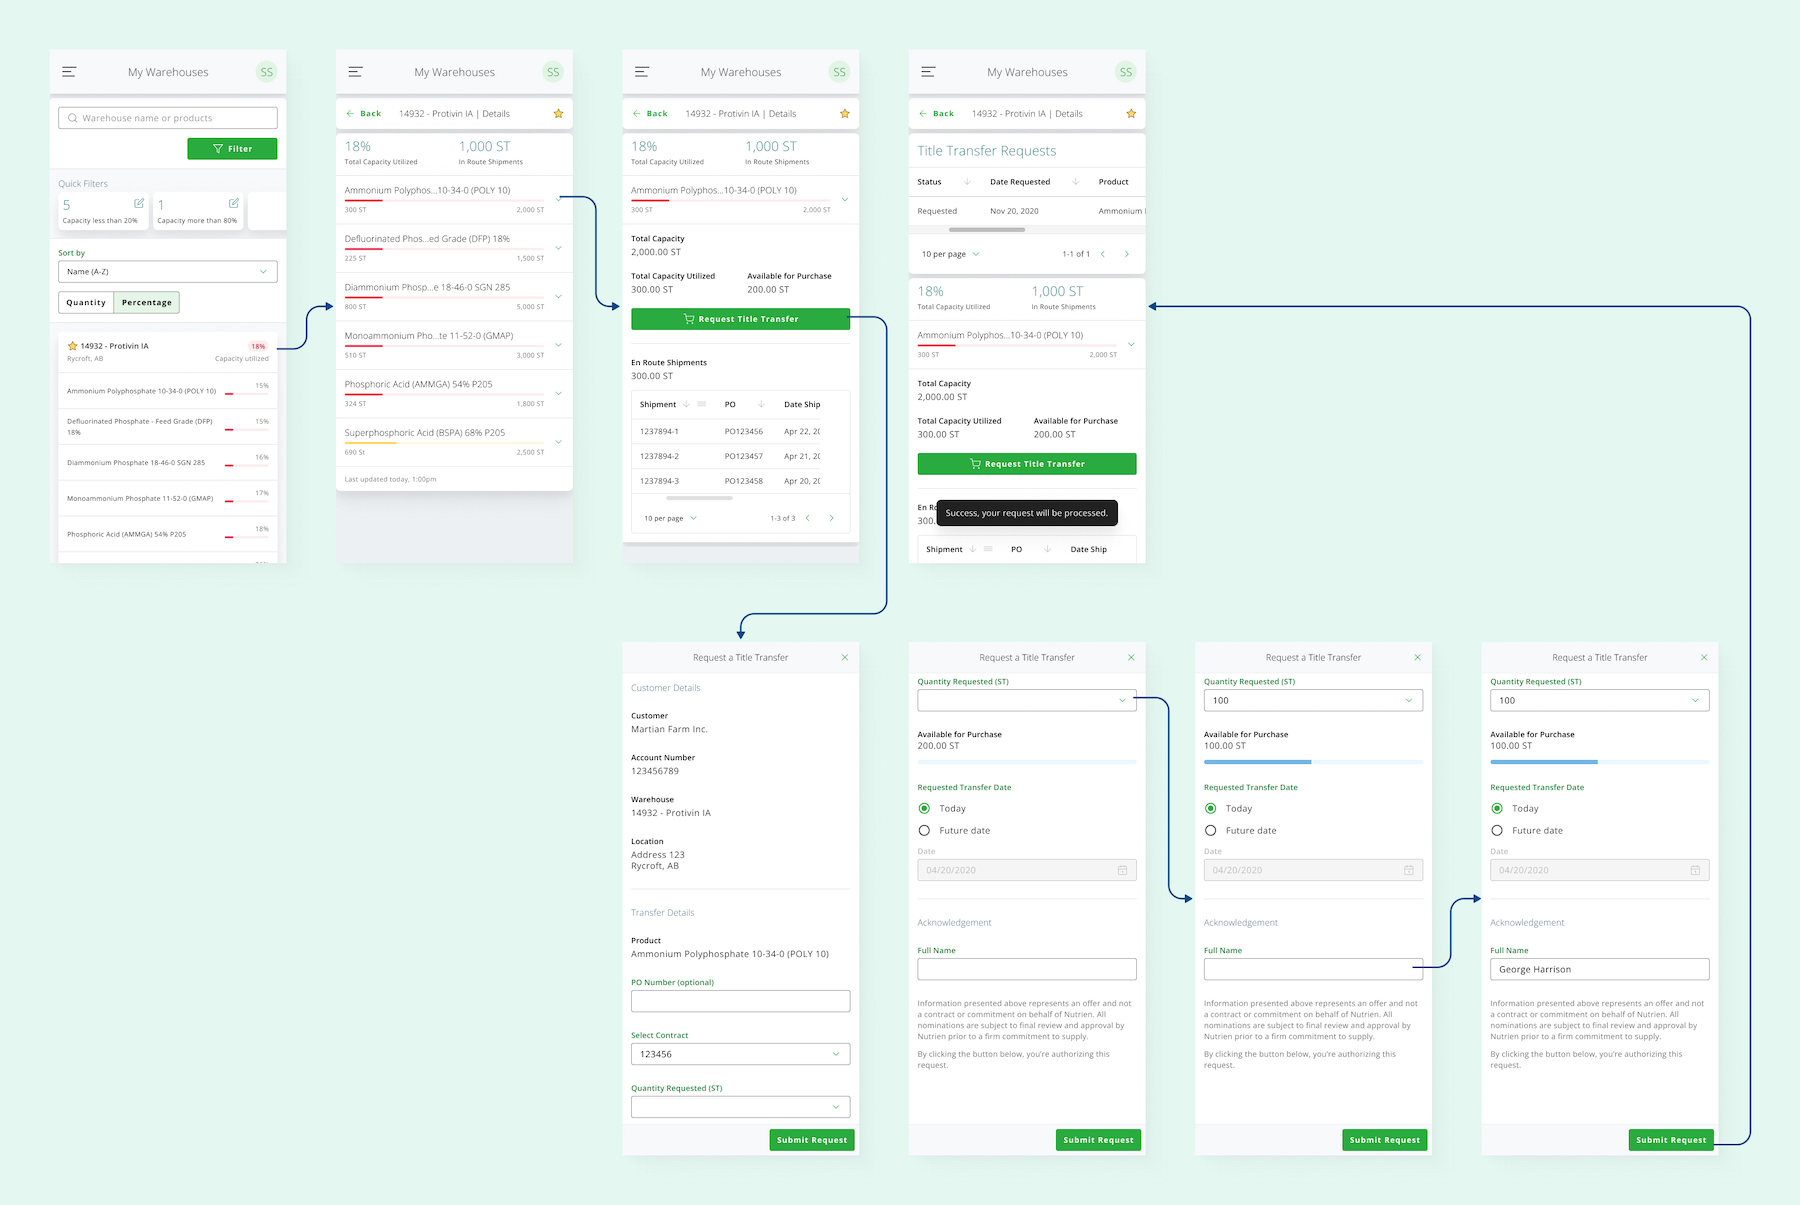 My Warehouses
SS
Warehouse name or products
Filter
Quick Filters
5
Capacity less than 20%
1
Capacity more than 80%
Sort by
Name (A-Z)
Quantity
Percentage
14932 - Protivin IA
18%
Rycroft, AB
Capacity utilized
Ammonium Polyphosphate 10-34-0 (POLY 10)
15%
Defluorinated Phosphate - Feed Grade (DFP)
18%
15%
Diammonium Phosphate 18-46-0 SGN 285
16%
Monoammonium Phosphate 11-52-0 (GMAP)
17%
Phosphoric Acid (AMMGA) 54% P205
18%
My Warehouses
SS
Back
14932 - Protivin IA | Details
18%
Total Capacity Utilized
1,000 ST
In Route Shipments
Ammonium Polyphos...10-34-0 (POLY 10)
300 ST
2,000 ST
Defluorinated Phos...ed Grade (DFP) 18%
225 ST
1,500 ST
Diammonium Phosp...e 18-46-0 SGN 285
800 ST
5,000 ST
Monoammonium Pho...te 11-52-0 (GMAP)
510 ST
3,000 ST
Phosphoric Acid (AMMGA) 54% P205
324 ST
1,800 ST
Superphosphoric Acid (BSPA) 68% P205
690 St
2,500 ST
Last updated today, 1:00pm
My Warehouses
SS
Back
14932 - Protivin IA | Details
18%
Total Capacity Utilized
1,000 ST
In Route Shipments
Ammonium Polyphos...10-34-0 (POLY 10)
300 ST
2,000 ST
Total Capacity
2,000.00 ST
Total Capacity Utilized
300.00 ST
Available for Purchase
200.00 ST
Request Title Transfer
En Route Shipments
300.00 ST
Shipment
PO
Date Ship
1237894-1
PO123456
Apr 22, 20
1237894-2
PO123457
Apr 21, 20
1237894-3
PO123458
Apr 20, 20
10 per page
1-3 of 3
My Warehouses
SS
Back
14932 - Protivin IA | Details
Title Transfer Requests
Status
Date Requested
Product
Requested
Nov 20, 2020
Ammonium
10 per page
1-1 of 1
18%
Total Capacity Utilized
1,000 ST
In Route Shipments
Ammonium Polyphos...10-34-0 (POLY 10)
300 ST
2,000 ST
Total Capacity
2,000.00 ST
Total Capacity Utilized
300.00 ST
Available for Purchase
200.00 ST
Request Title Transfer
En Ro
300.
Success, your request will be processed.
Shipment
PO
Date Ship
Request a Title Transfer
Customer Details
Customer
Martian Farm Inc.
Account Number
123456789
Warehouse
14932 - Protivin IA
Location
Address 123
Rycroft, AB
Transfer Details
Product
Ammonium Polyphosphate 10-34-0 (POLY 10)
PO Number (optional)
Select Contract
123456
Quantity Requested (ST)
Submit Request
Request a Title Transfer
Quantity Requested (ST)
Available for Purchase
200.00 ST
Requested Transfer Date
Today
Future date
Date
04/20/2020
Acknowledgement
Full Name
Information presented above represents an offer and not
a contract or commitment on behalf of Nutrien. All
nominations are subject to final review and approval by
Nutrien prior to a firm commitment to supply.
By clicking the button below, you're authorizing this
request.
Submit Request
Request a Title Transfer
Quantity Requested (ST)
100
Available for Purchase
100.00 ST
Requested Transfer Date
Today
Future date
Date
04/20/2020
Acknowledgement
Full Name
Information presented above represents an offer and not
a contract or commitment on behalf of Nutrien. All
nominations are subject to final review and approval by
Nutrien prior to a firm commitment to supply.
By clicking the button below, you're authorizing this
request.
Submit Request
Request a Title Transfer
Quantity Requested (ST)
100
Available for Purchase
100.00 ST
Requested Transfer Date
Today
Future date
Date
04/20/2020
Acknowledgement
Full Name
George Harrison
Information presented above represents an offer and not
a contract or commitment on behalf of Nutrien. All
nominations are subject to final review and approval by
Nutrien prior to a firm commitment to supply.
By clicking the button below, you're authorizing this
request.
Submit Request